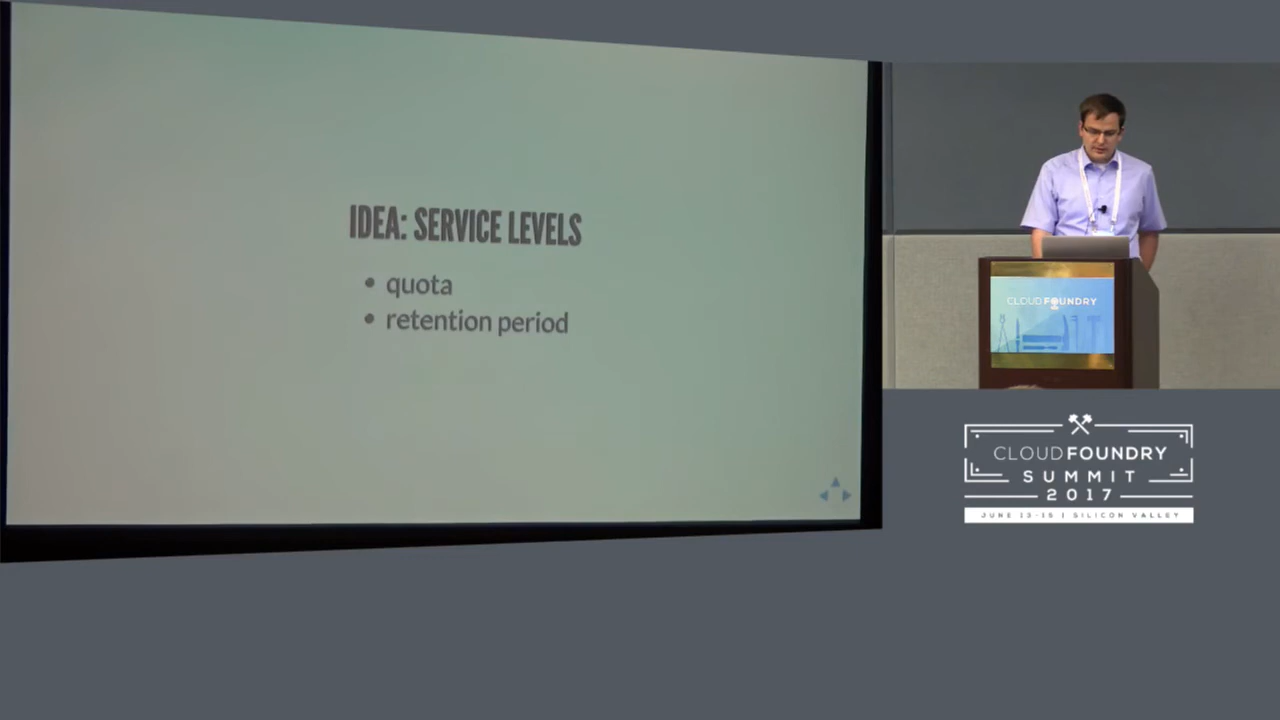 IDEA: SERVICE LEVELS
• quota
• retention period
CLOUD FOUNDRY
CLOUD FOUNDRY
SUMMIT
2017
JUNE 13-15 | SILICON VALLEY